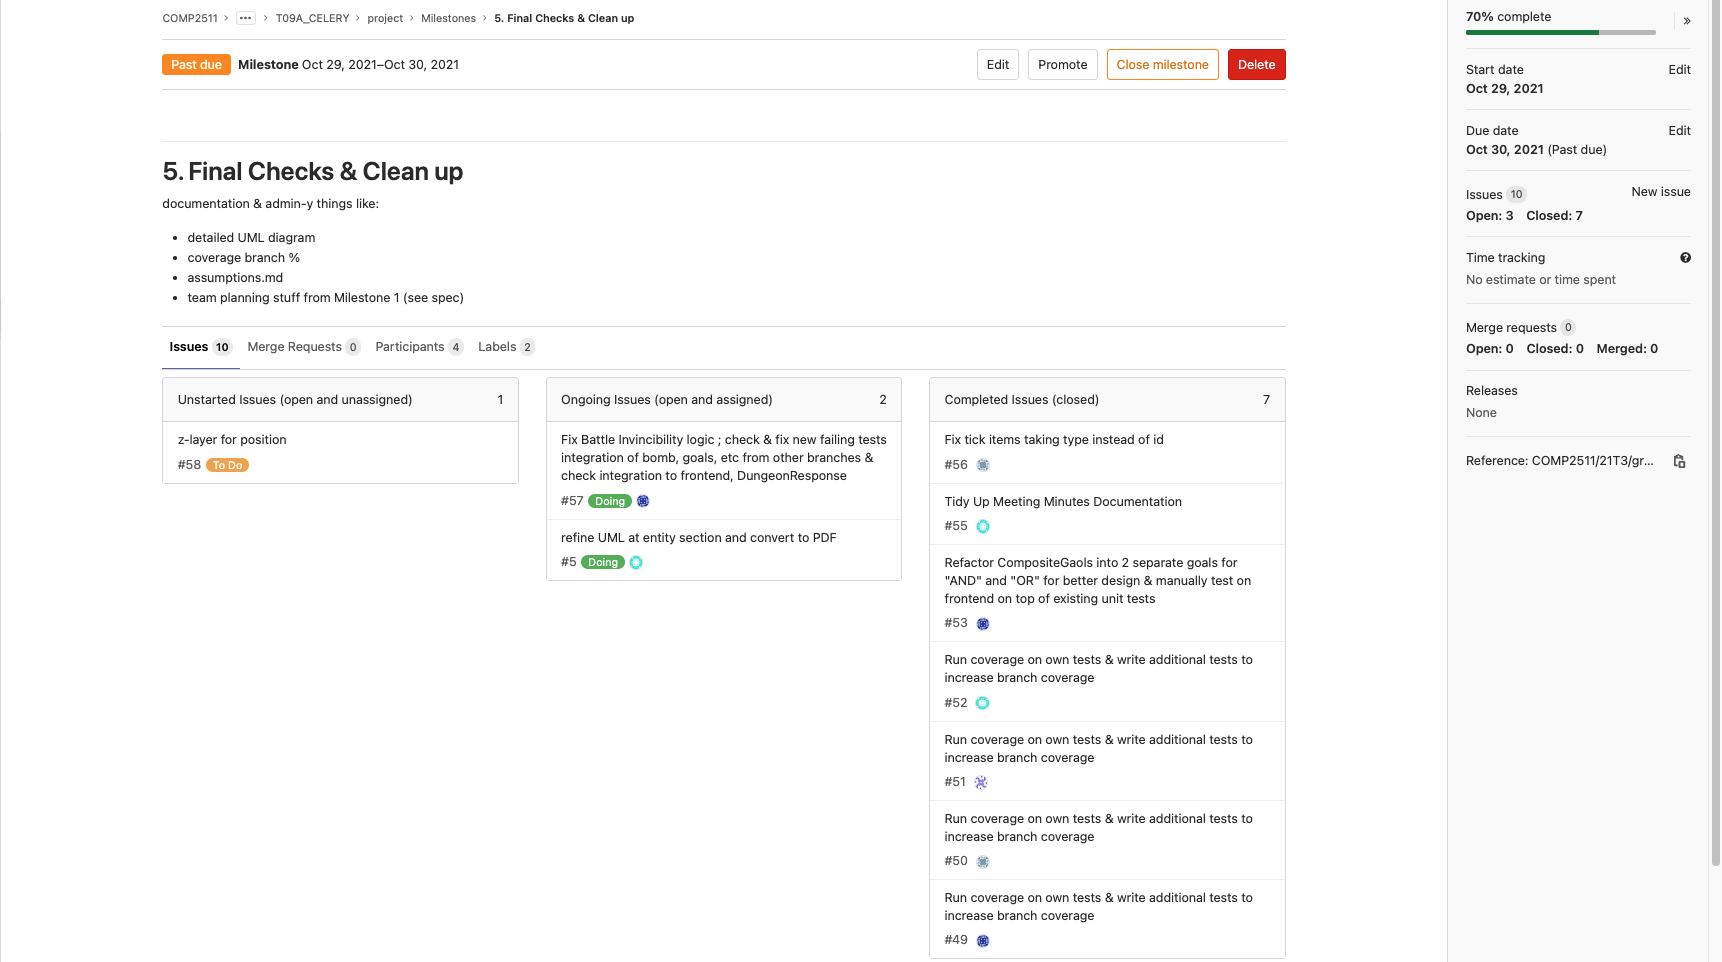 COMP2511 › ••• › T09A_CELERY › project › Milestones › 5. Final Checks & Clean up
Past due Milestone Oct 29, 2021–Oct 30, 2021 Edit Promote Close milestone Delete
5. Final Checks & Clean up
documentation & admin-y things like:
• detailed UML diagram
• coverage branch %
• assumptions.md
• team planning stuff from Milestone 1 (see spec)
Issues 10 Merge Requests 0 Participants 4 Labels 2
Unstarted Issues (open and unassigned) 1
z-layer for position
#58 To Do
Ongoing Issues (open and assigned) 2
Fix Battle Invincibility logic ; check & fix new failing tests
integration of bomb, goals, etc from other branches &
check integration to frontend, DungeonResponse
#57 Doing
refine UML at entity section and convert to PDF
#5 Doing
Completed Issues (closed) 7
Fix tick items taking type instead of id
#56
Tidy Up Meeting Minutes Documentation
#55
Refactor CompositeGaols into 2 separate goals for
"AND" and "OR" for better design & manually test on
frontend on top of existing unit tests
#53
Run coverage on own tests & write additional tests to
increase branch coverage
#52
Run coverage on own tests & write additional tests to
increase branch coverage
#51
Run coverage on own tests & write additional tests to
increase branch coverage
#50
Run coverage on own tests & write additional tests to
increase branch coverage
#49
70% complete »
Start date Edit
Oct 29, 2021
Due date Edit
Oct 30, 2021 (Past due)
Issues 10 New issue
Open: 3 Closed: 7
Time tracking ?
No estimate or time spent
Merge requests 0
Open: 0 Closed: 0 Merged: 0
Releases
None
Reference: COMP2511/21T3/gr...